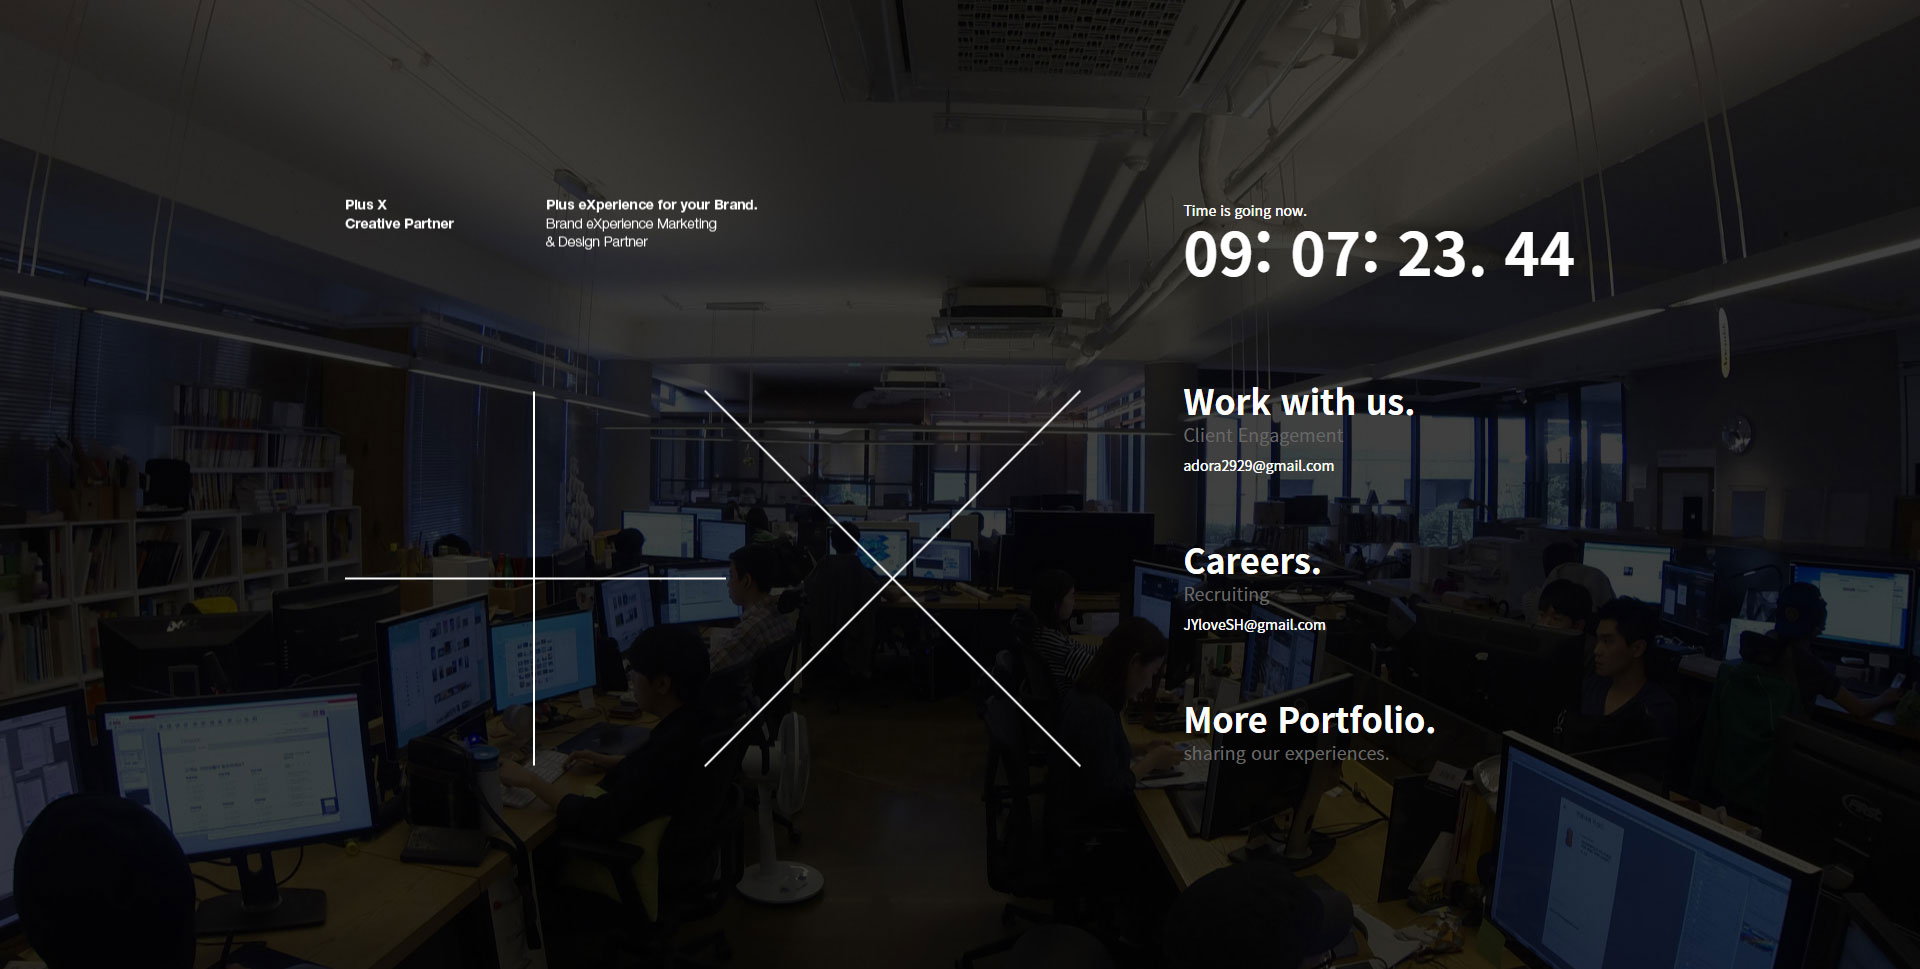 Plus X
Creative Partner
Plus eXperience for your Brand.
Brand eXperience Marketing
& Design Partner
Time is going now.
09: 07: 23. 44
Work with us.
Client Engagement
adora2929@gmail.com
Careers.
Recruiting
JYloveSH@gmail.com
More Portfolio.
sharing our experiences.